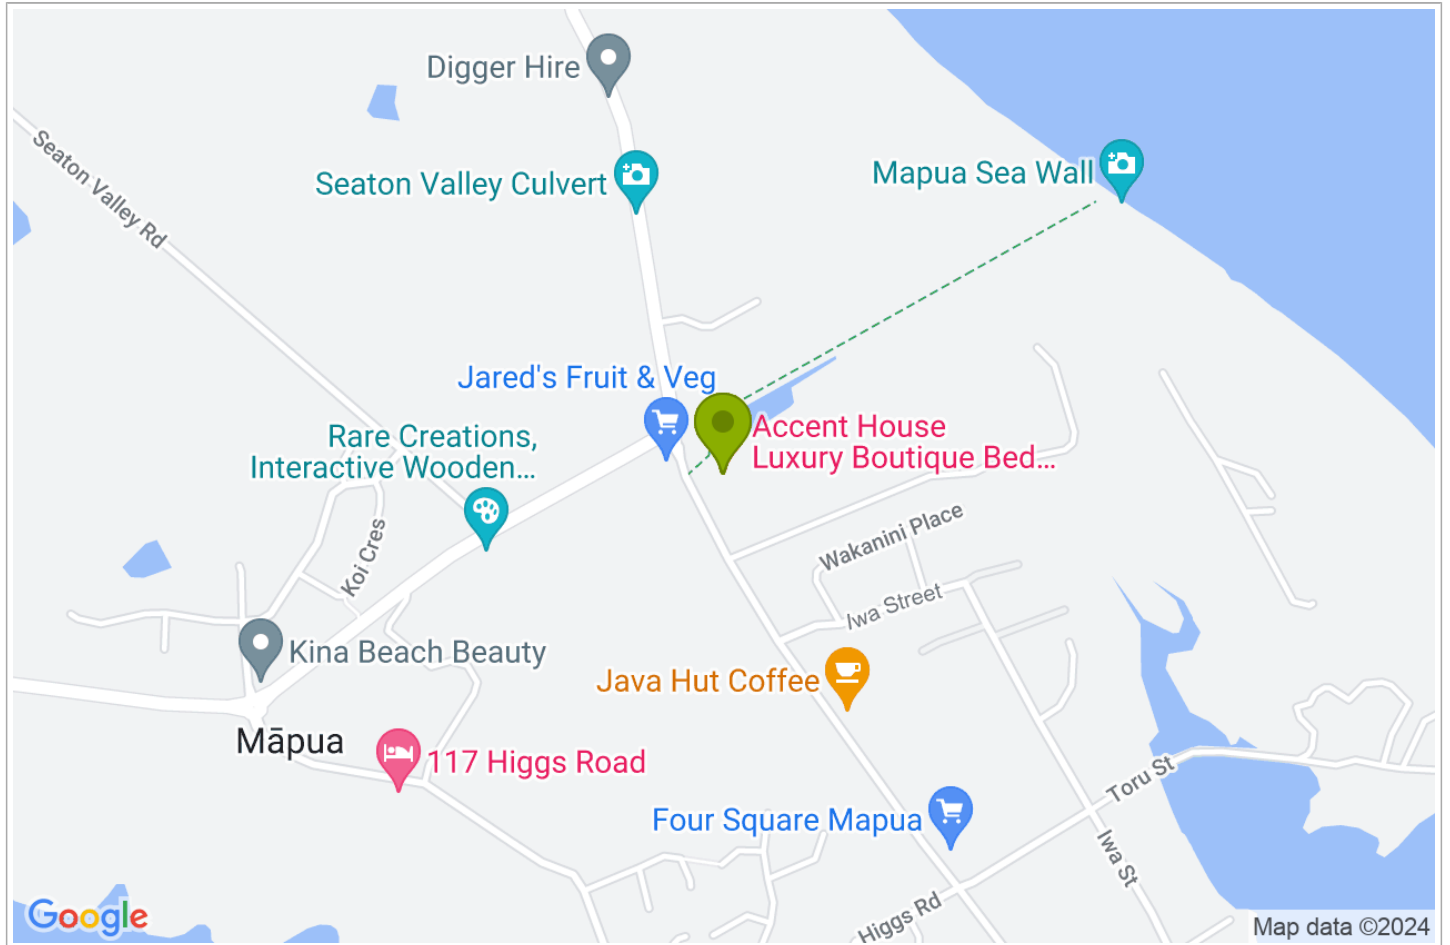 Digger Hire
Seaton Valley Rd
Seaton Valley Culvert
Mapua Sea Wall
Jared's Fruit & Veg
Rare Creations,
Interactive Wooden...
Accent House
Luxury Boutique Bed...
Koi Cres
Wakanini Place
Iwa Street
Kina Beach Beauty
Java Hut Coffee
Māpua
117 Higgs Road
Four Square Mapua
Toru St
Iwa St
Higgs Rd
Google
Map data ©2024